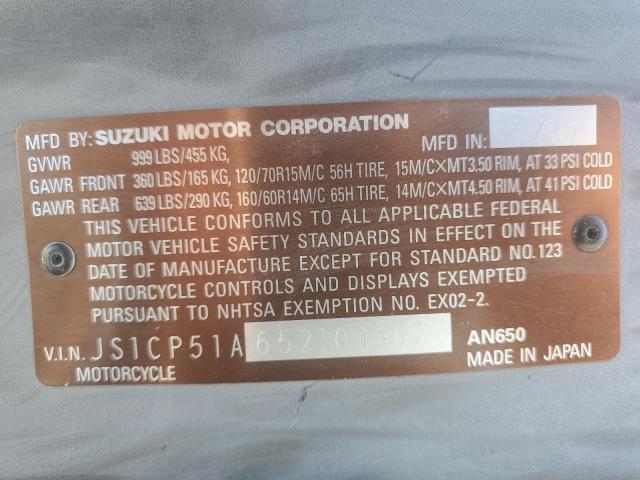 MFD BY: SUZUKI MOTOR CORPORATION MFD IN:
GVWR 999 LBS/455 KG,
GAWR FRONT 360 LBS/165 KG, 120/70R15M/C 56H TIRE, 15M/C×MT3.50 RIM, AT 33 PSI COLD
GAWR REAR 639 LBS/290 KG, 160/60R14M/C 65H TIRE, 14M/C×MT4.50 RIM, AT 41 PSI COLD
THIS VEHICLE CONFORMS TO ALL APPLICABLE FEDERAL
MOTOR VEHICLE SAFETY STANDARDS IN EFFECT ON THE
DATE OF MANUFACTURE EXCEPT FOR STANDARD NO. 123
MOTORCYCLE CONTROLS AND DISPLAYS EXEMPTED
PURSUANT TO NHTSA EXEMPTION NO. EX02-2.
V.I.N. AN650
MOTORCYCLE MADE IN JAPAN